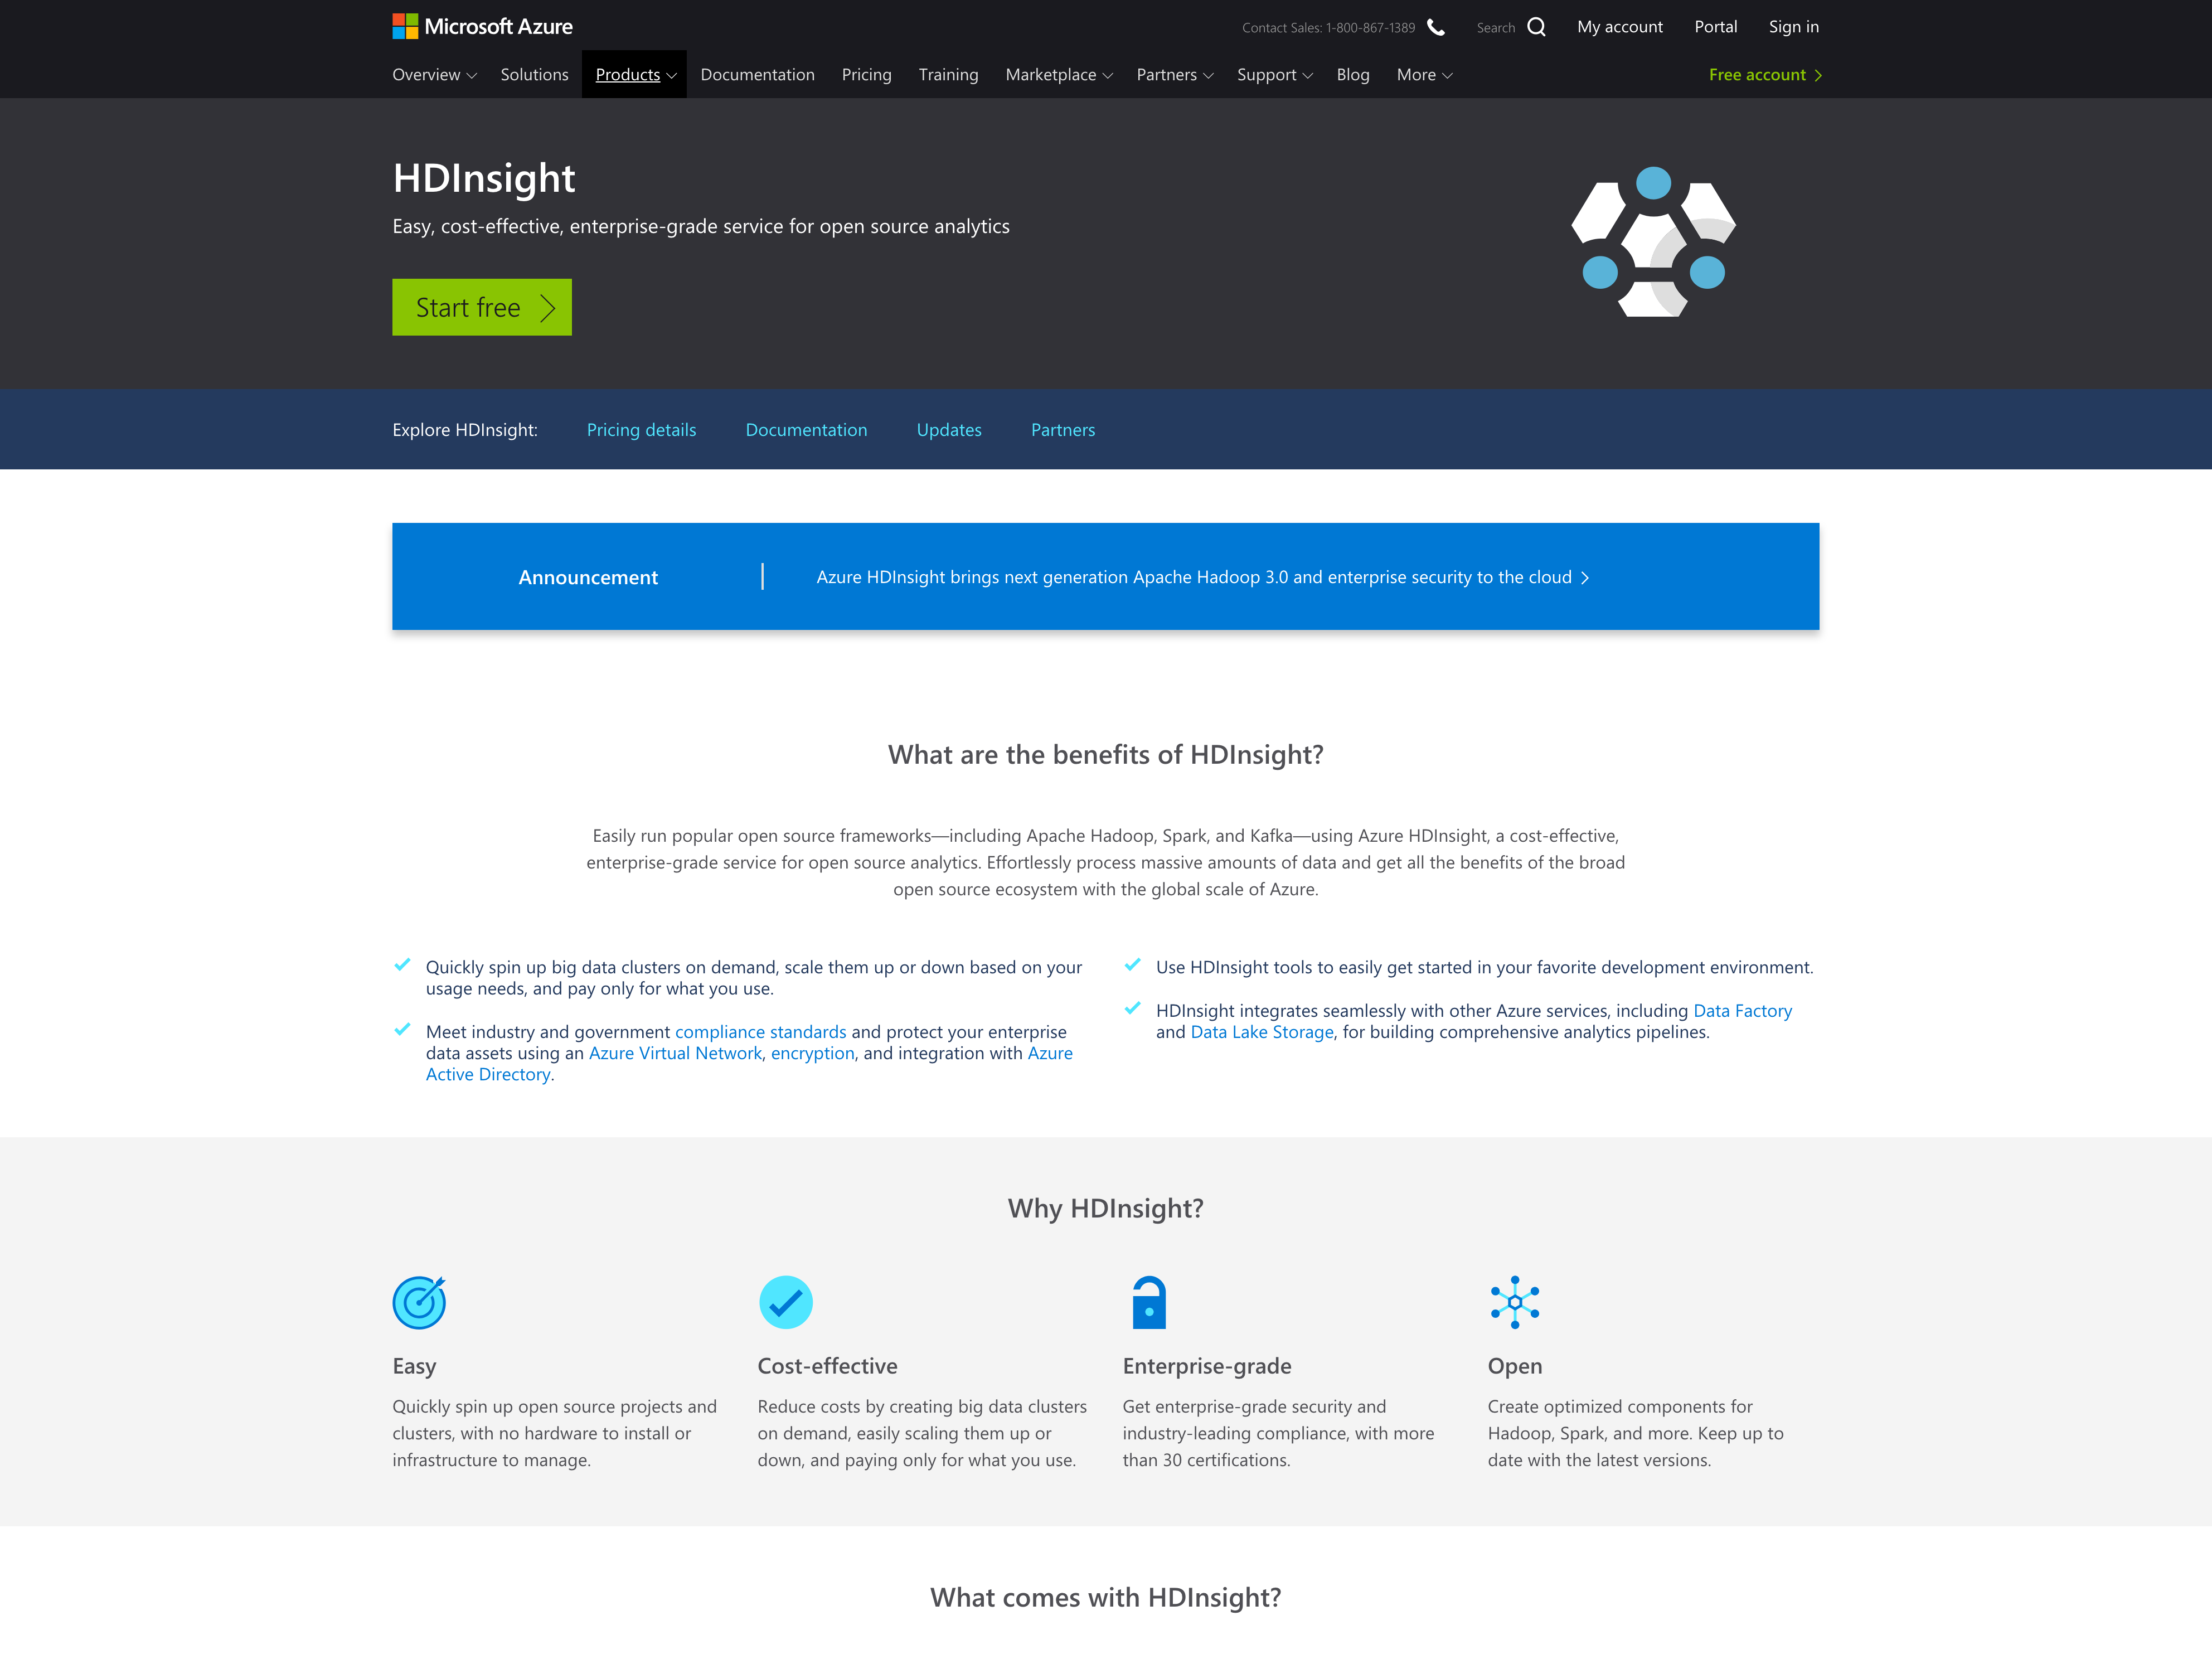 Microsoft Azure
Contact Sales: 1-800-867-1389
Search
My account
Portal
Sign in
Overview
Solutions
Products
Documentation
Pricing
Training
Marketplace
Partners
Support
Blog
More
Free account
HDInsight
Easy, cost-effective, enterprise-grade service for open source analytics
Start free
Explore HDInsight:
Pricing details
Documentation
Updates
Partners
Announcement
Azure HDInsight brings next generation Apache Hadoop 3.0 and enterprise security to the cloud
What are the benefits of HDInsight?
Easily run popular open source frameworks—including Apache Hadoop, Spark, and Kafka—using Azure HDInsight, a cost-effective,
enterprise-grade service for open source analytics. Effortlessly process massive amounts of data and get all the benefits of the broad
open source ecosystem with the global scale of Azure.
Quickly spin up big data clusters on demand, scale them up or down based on your
usage needs, and pay only for what you use.
Meet industry and government compliance standards and protect your enterprise
data assets using an Azure Virtual Network, encryption, and integration with Azure
Active Directory.
Use HDInsight tools to easily get started in your favorite development environment.
HDInsight integrates seamlessly with other Azure services, including Data Factory
and Data Lake Storage, for building comprehensive analytics pipelines.
Why HDInsight?
Easy
Quickly spin up open source projects and
clusters, with no hardware to install or
infrastructure to manage.
Cost-effective
Reduce costs by creating big data clusters
on demand, easily scaling them up or
down, and paying only for what you use.
Enterprise-grade
Get enterprise-grade security and
industry-leading compliance, with more
than 30 certifications.
Open
Create optimized components for
Hadoop, Spark, and more. Keep up to
date with the latest versions.
What comes with HDInsight?